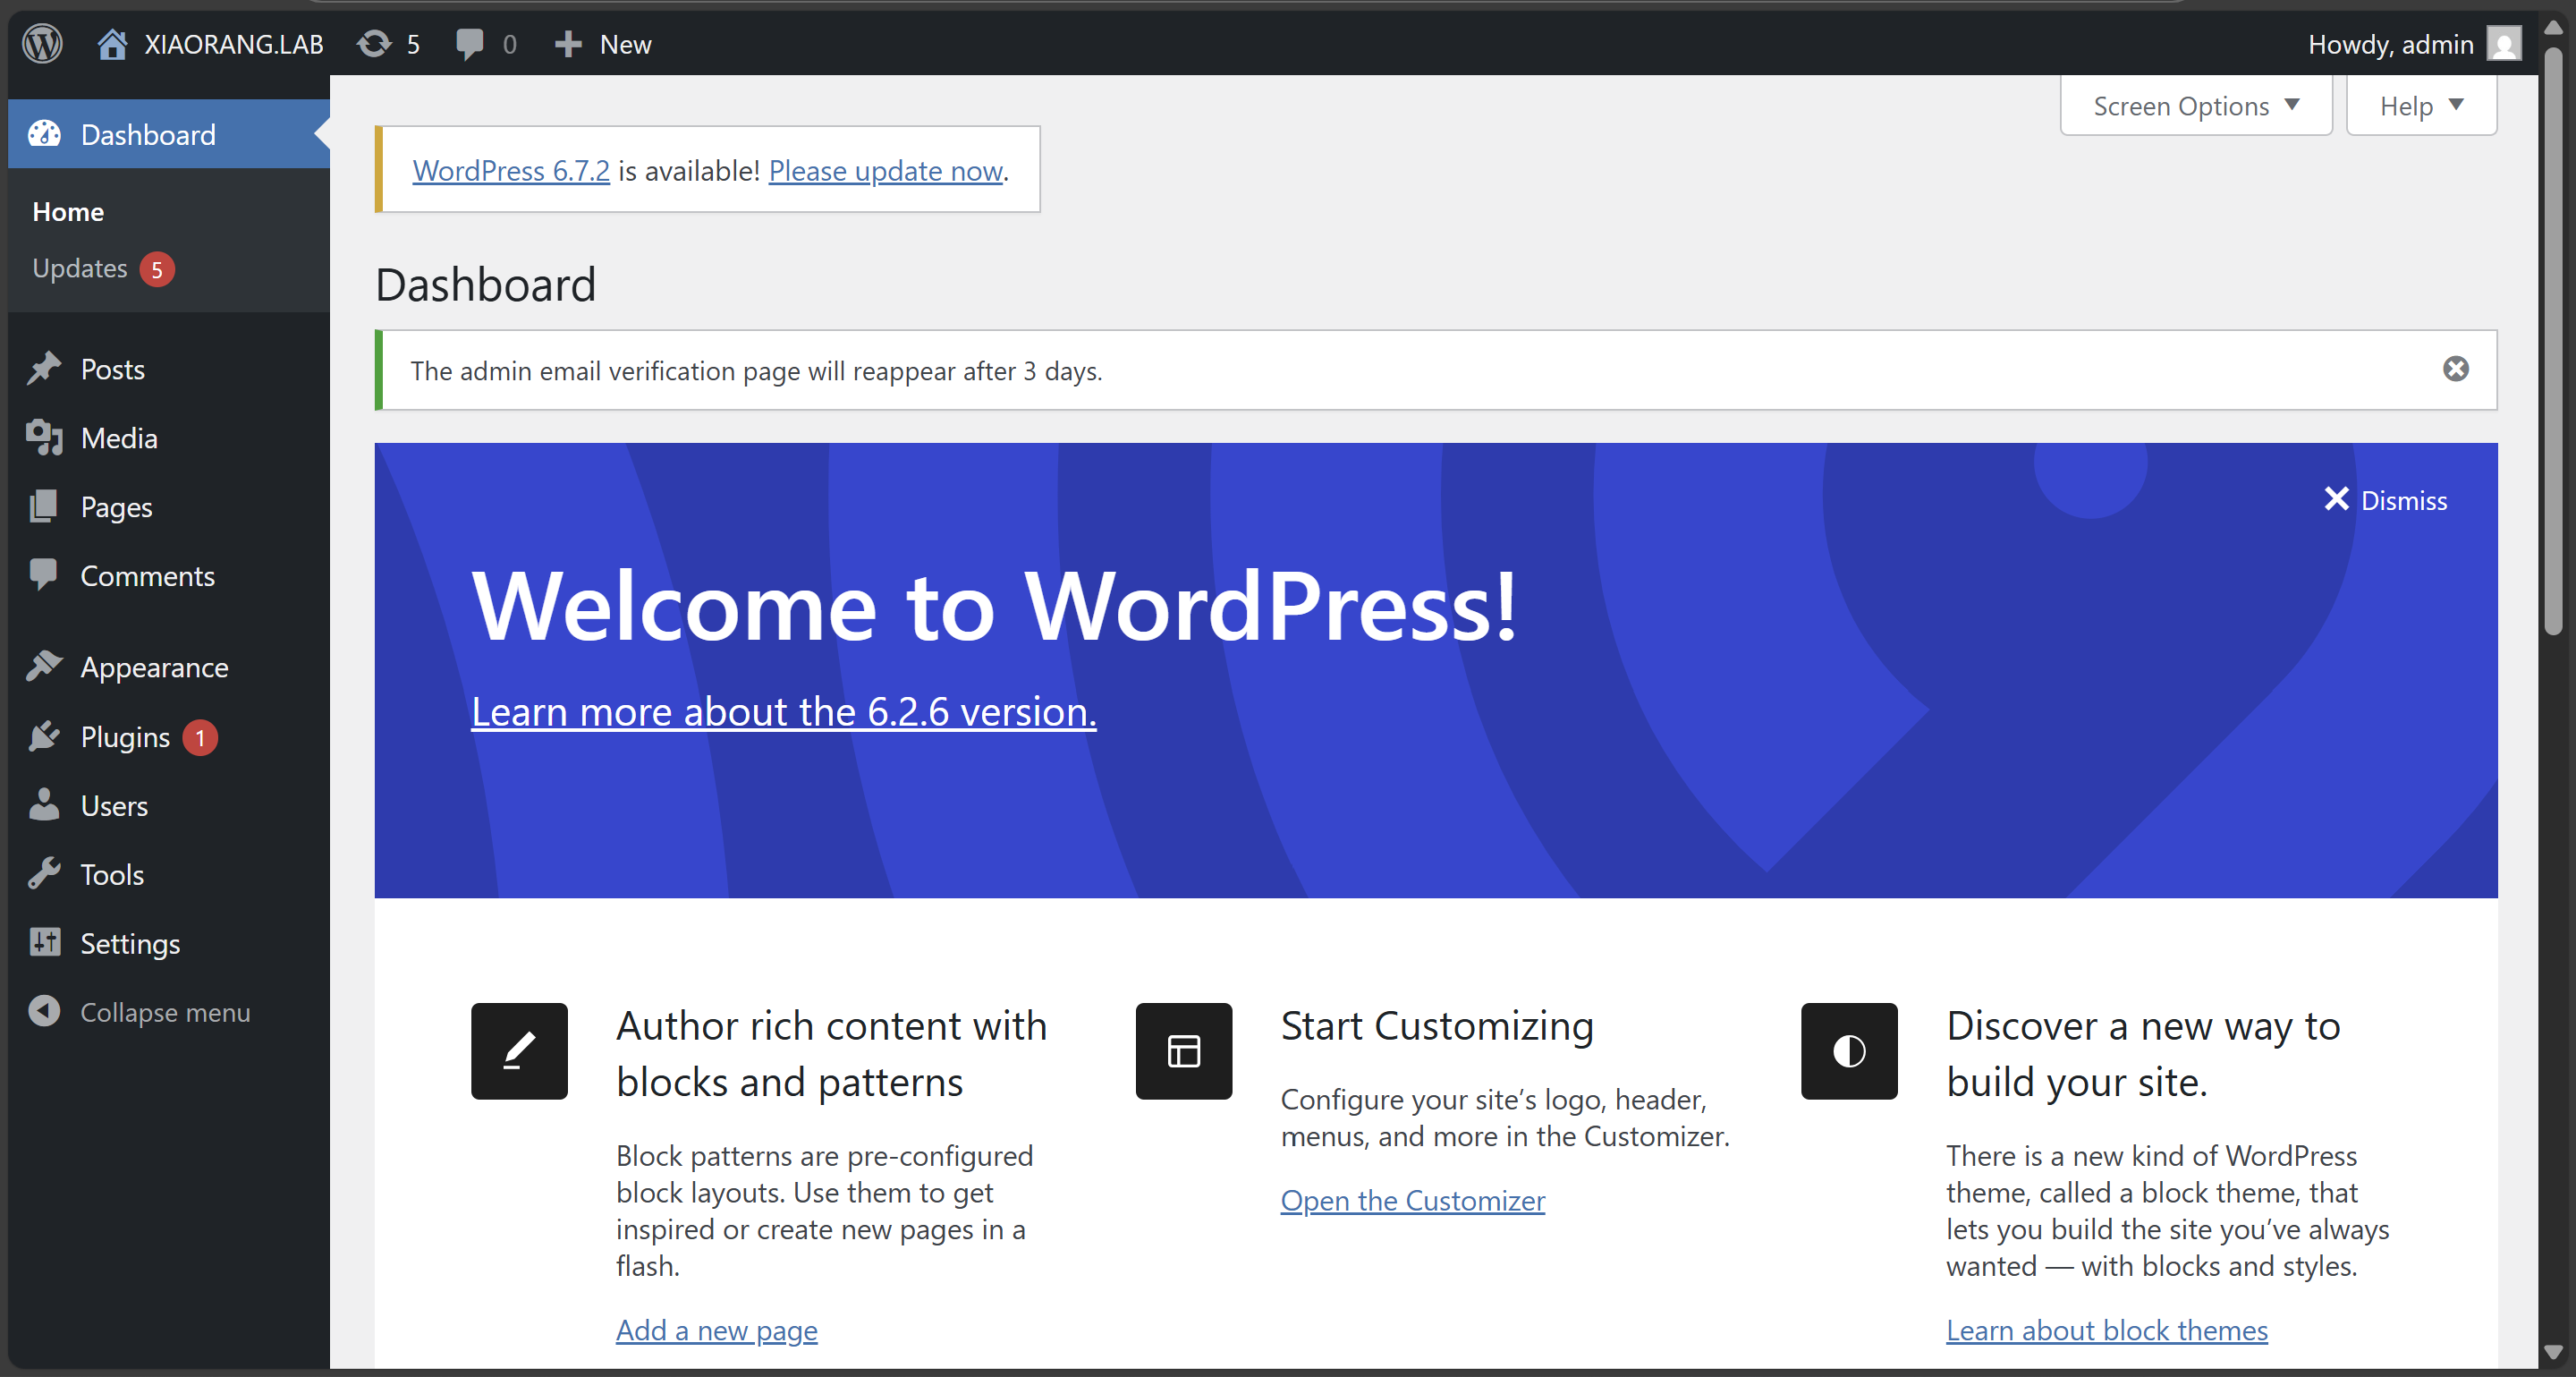 XIAORANG.LAB
5
0
New
Howdy, admin
Screen Options
Help
Dashboard
Home
Updates 5
Posts
Media
Pages
Comments
Appearance
Plugins 1
Users
Tools
Settings
Collapse menu
WordPress 6.7.2 is available! Please update now.
Dashboard
The admin email verification page will reappear after 3 days.
Dismiss
Welcome to WordPress!
Learn more about the 6.2.6 version.
Author rich content with
blocks and patterns
Block patterns are pre-configured
block layouts. Use them to get
inspired or create new pages in a
flash.
Add a new page
Start Customizing
Configure your site’s logo, header,
menus, and more in the Customizer.
Open the Customizer
Discover a new way to
build your site.
There is a new kind of WordPress
theme, called a block theme, that
lets you build the site you’ve always
wanted — with blocks and styles.
Learn about block themes